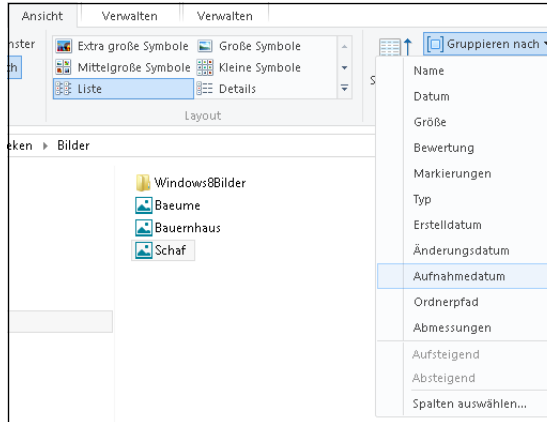 Ansicht Verwalten Verwalten
nster Extra große Symbole Große Symbole Gruppieren nach
ch Mittelgroße Symbole Kleine Symbole
Liste Details S
Layout
eken Bilder
Windows8Bilder
Baeume
Bauernhaus
Schaf
Name
Datum
Größe
Bewertung
Markierungen
Typ
Erstelldatum
Änderungsdatum
Aufnahmedatum
Ordnerpfad
Abmessungen
Aufsteigend
Absteigend
Spalten auswählen...